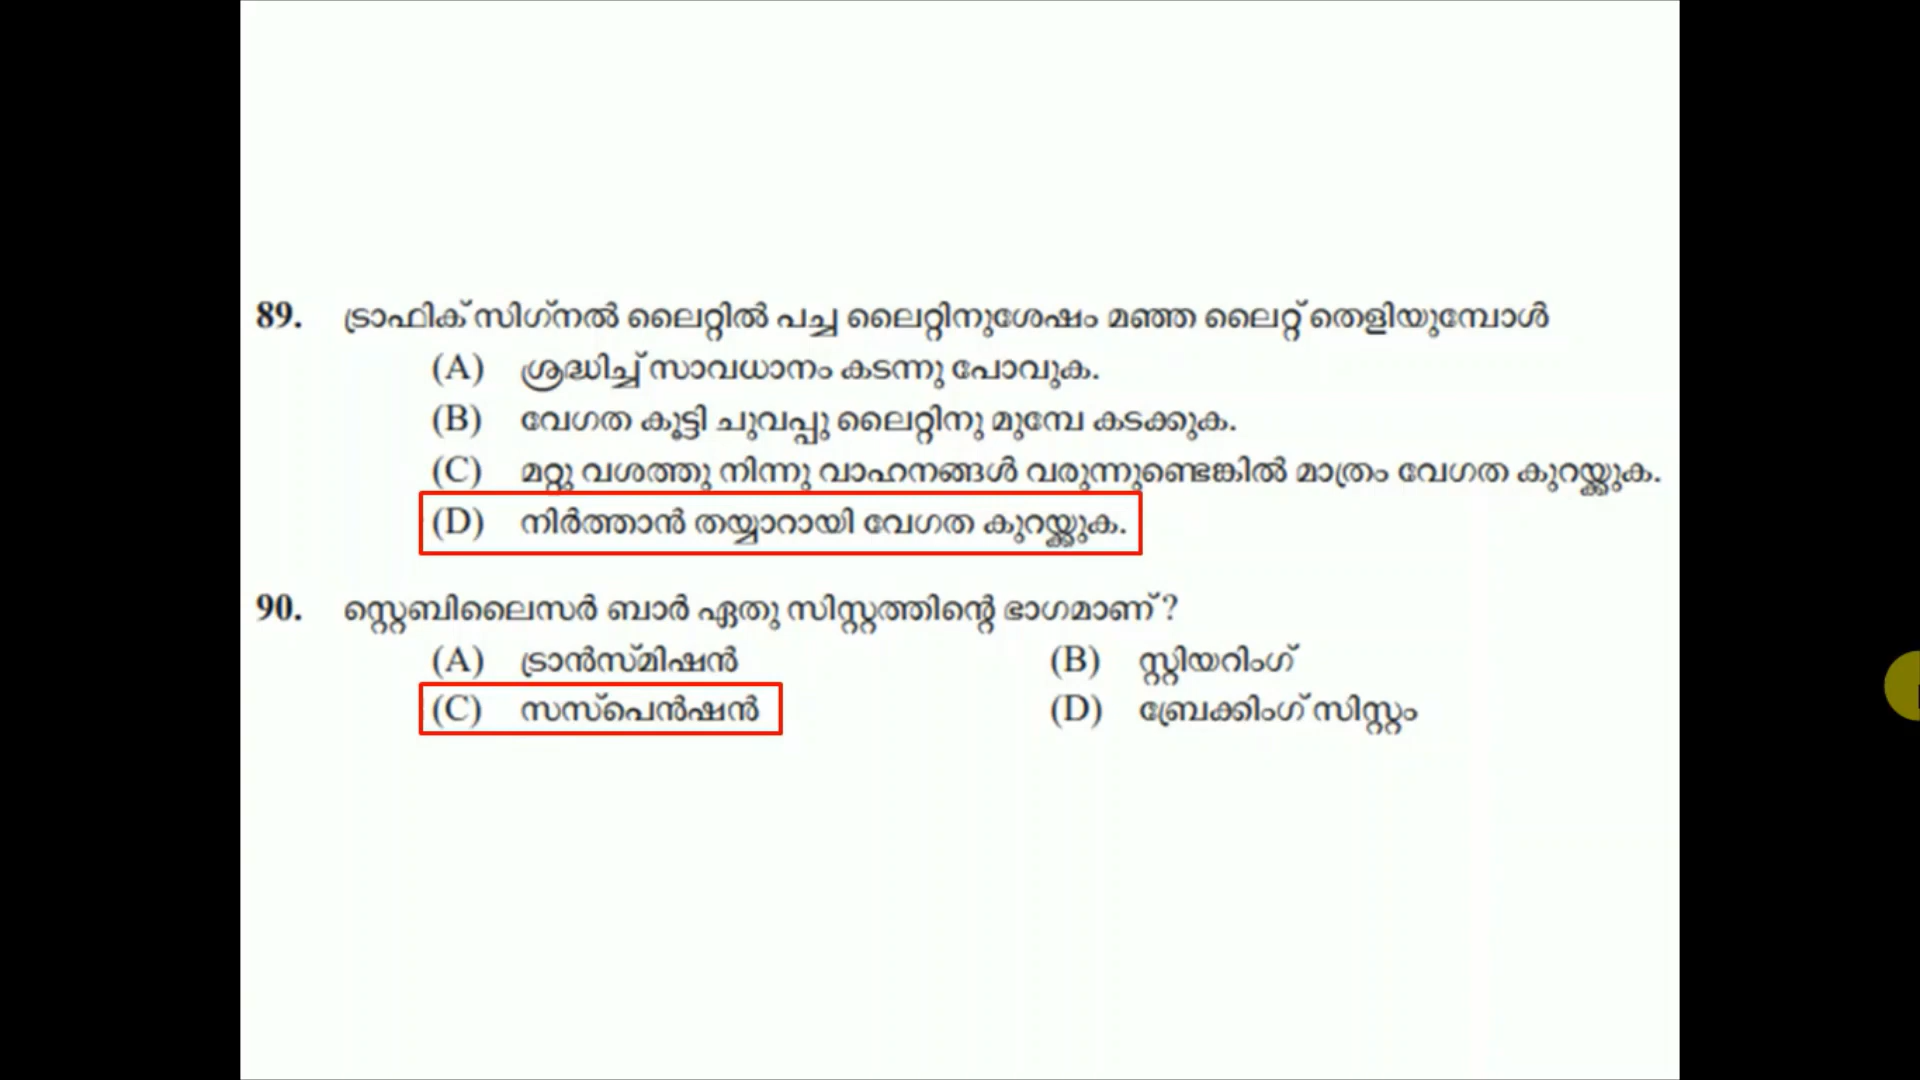 89. ട്രാഫിക് സിഗ്നൽ ലൈറ്റിൽ പച്ച ലൈറ്റിനുശേഷം മഞ്ഞ ലൈറ്റ് തെളിയുമ്പോൾ
(A) ശ്രദ്ധിച്ച് സാവധാനം കടന്നു പോവുക.
(B) വേഗത കൂട്ടി ചുവപ്പു ലൈറ്റിനു മുമ്പേ കടക്കുക.
(C) മറ്റു വശത്തു നിന്നു വാഹനങ്ങൾ വരുന്നുണ്ടെങ്കിൽ മാത്രം വേഗത കുറയ്ക്കുക.
(D) നിർത്താൻ തയ്യാറായി വേഗത കുറയ്ക്കുക.
90. സ്റ്റെബിലൈസർ ബാർ ഏതു സിസ്റ്റത്തിന്റെ ഭാഗമാണ് ?
(A) ട്രാൻസ്മിഷൻ (B) സ്റ്റിയറിംഗ്
(C) സസ്പെൻഷൻ (D) ബ്രേക്കിംഗ് സിസ്റ്റം